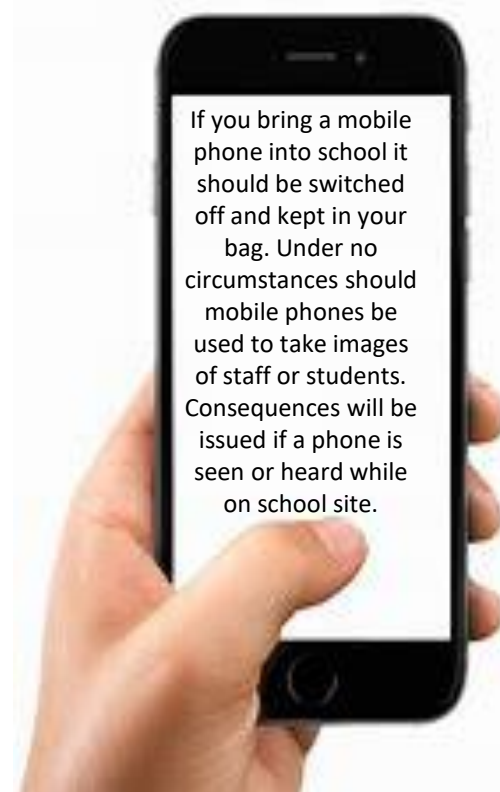 If you bring a mobile
phone into school it
should be switched
off and kept in your
bag. Under no
circumstances should
mobile phones be
used to take images
of staff or students.
Consequences will be
issued if a phone is
seen or heard while
on school site.